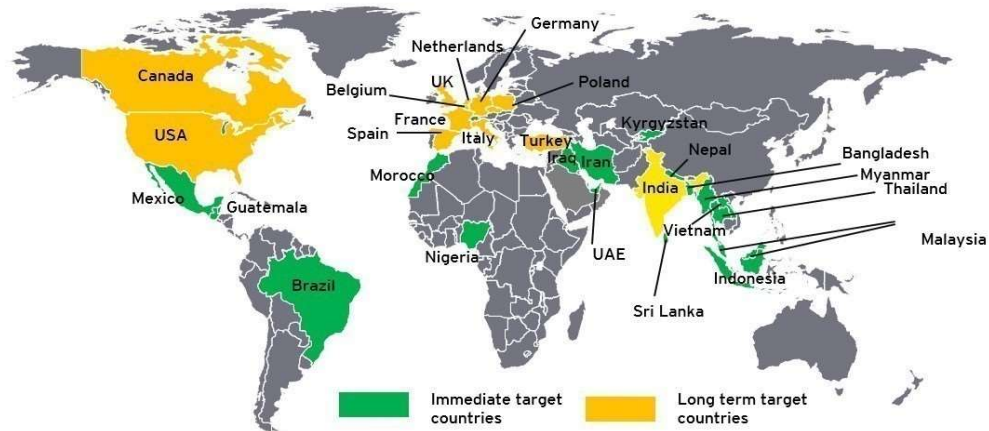 Germany
Netherlands
Canada
UK
Poland
Belgium
France
USA
Kyrgyzstan
Spain
Italy
Turkey
Nepal
Iraq
Iran
Bangladesh
Morocco
Myanmar
India
Thailand
Mexico
Guatemala
Vietnam
Nigeria
UAE
Malaysia
Brazil
Indonesia
Sri Lanka
Immediate target
countries
Long term target
countries